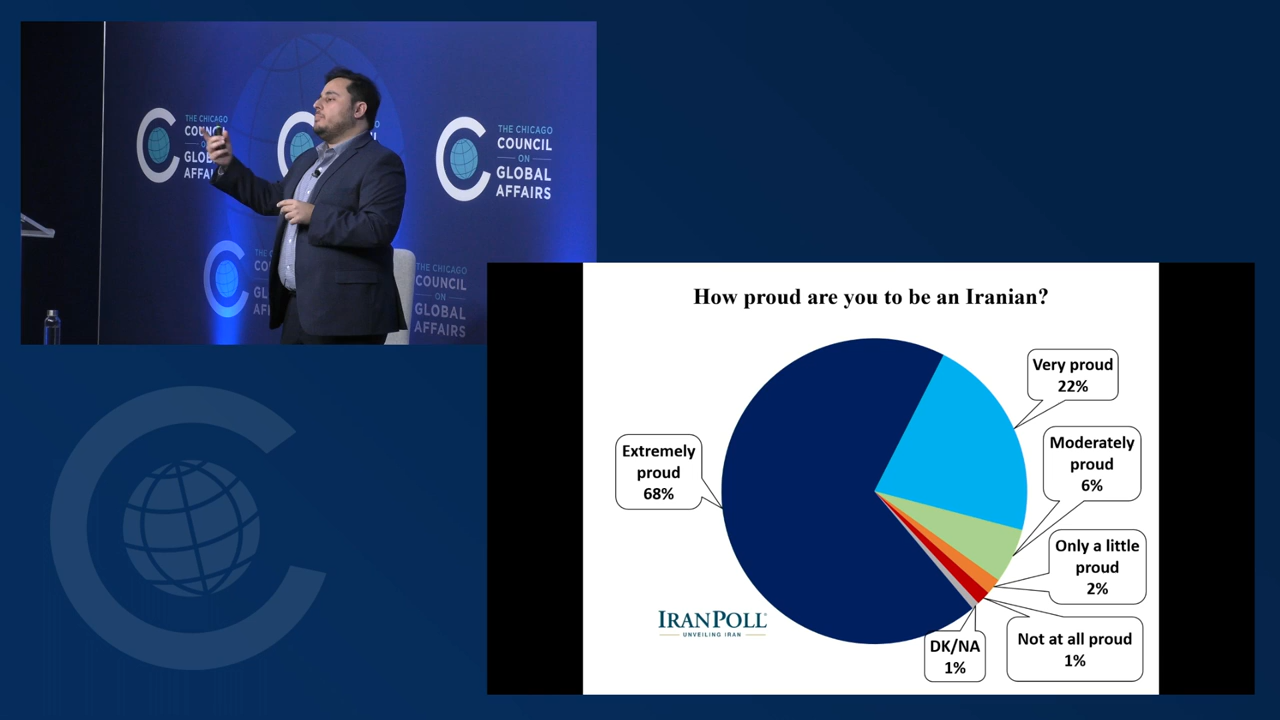 THE CHICAGO
COUNCIL
GLOBAL
AFFAIRS
THE CHICAGO
COUNCIL
ON
GLOBAL
AFFAIRS
THE CHICAGO
COUNCIL
ON
GLOBAL
AFFAIRS
How proud are you to be an Iranian?
Very proud
22%
Moderately
proud
6%
Extremely
proud
68%
Only a little
proud
2%
Not at all proud
1%
DK/NA
1%
IRANPOLL
UNVEILING IRAN